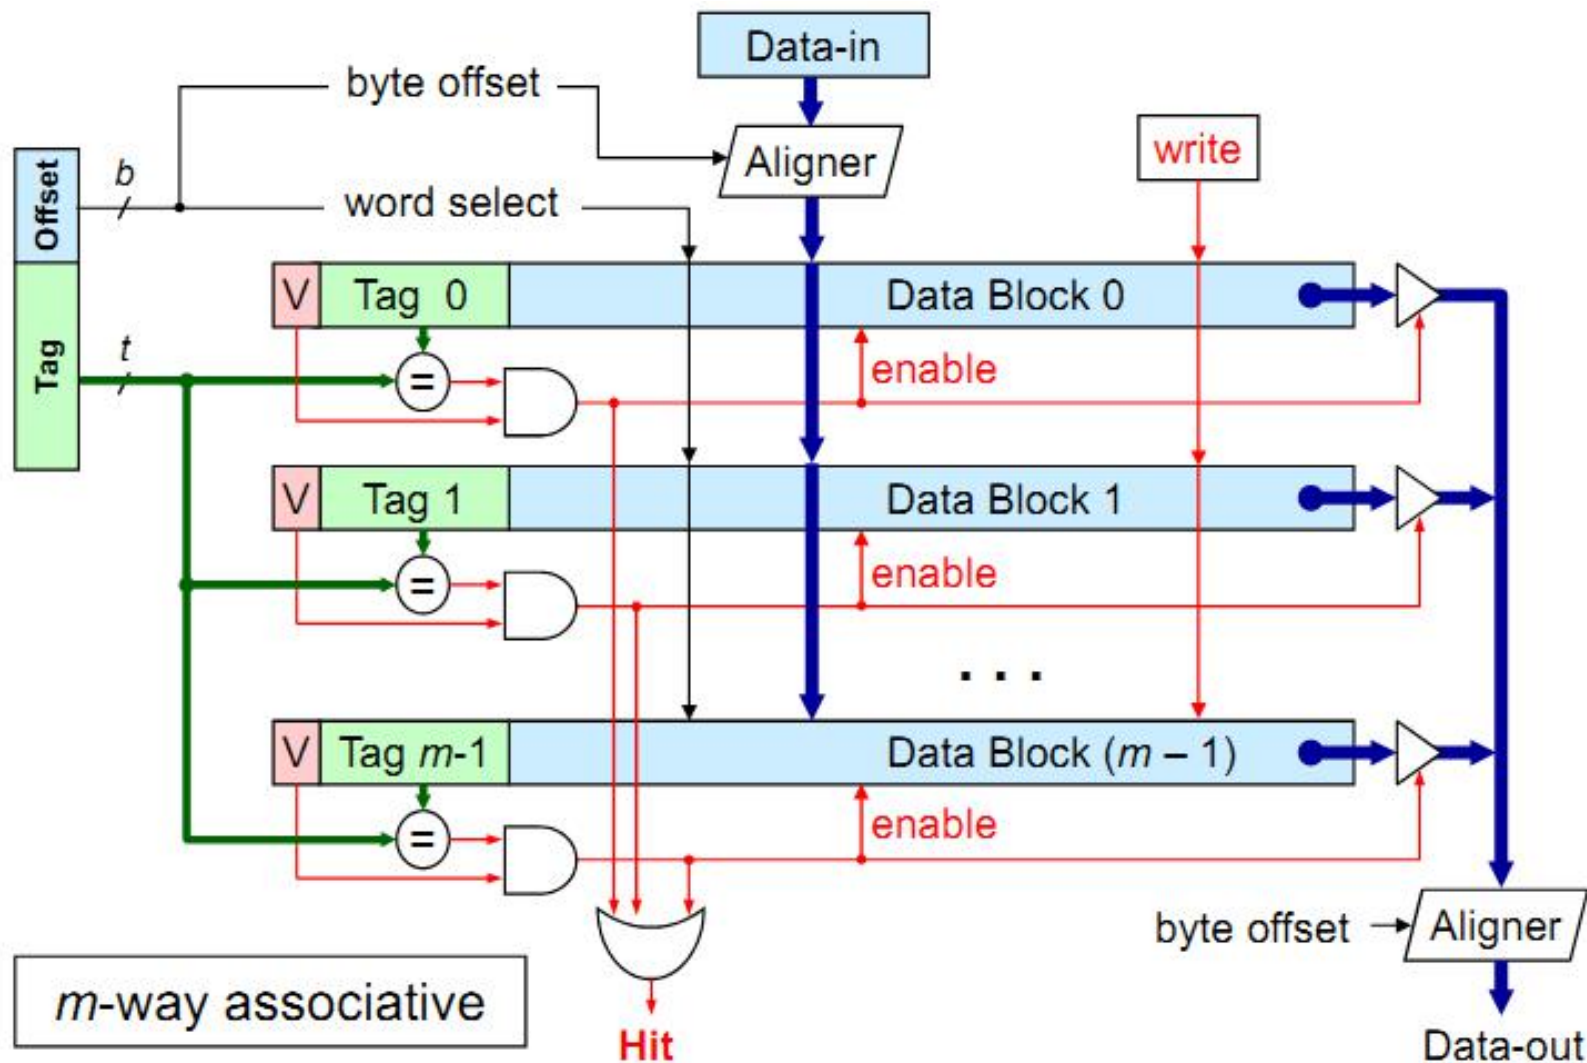 Data-in
byte offset
Aligner
write
b
Offset
word select
V Tag 0 Data Block 0
t
Tag
=
enable
V Tag 1 Data Block 1
=
enable
. . .
V Tag m-1 Data Block (m – 1)
=
enable
byte offset
Aligner
m-way associative
Hit
Data-out